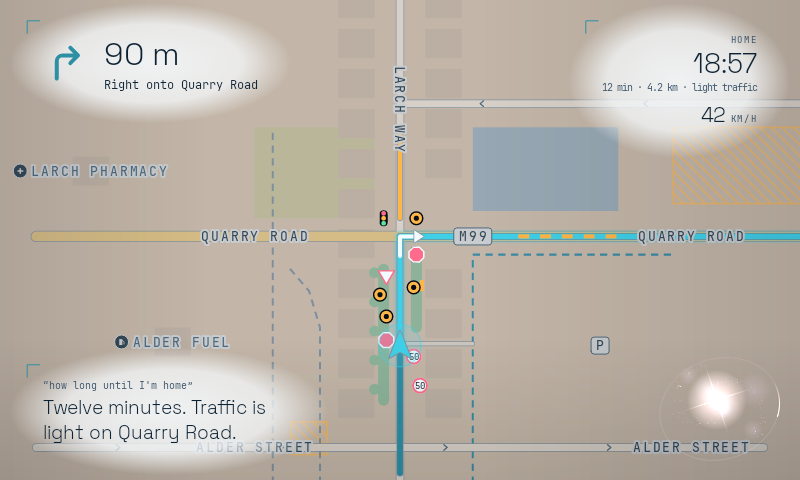 90 m
Right onto Quarry Road
HOME
18:57
12 min · 4.2 km · light traffic
42 KM/H
LARCH WAY
LARCH PHARMACY
QUARRY ROAD
M99
QUARRY ROAD
ALDER FUEL
P
50
50
"how long until I'm home"
Twelve minutes. Traffic is
light on Quarry Road.
ALDER STREET
ALDER STREET